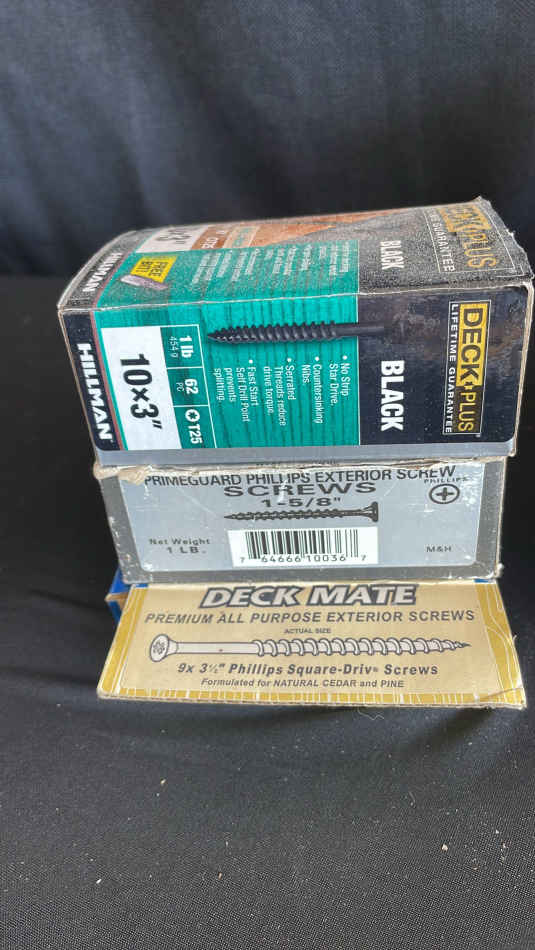 DECK PLUS
LIFETIME GUARANTEE
BLACK
FREE BIT!
HILLMAN
DECK PLUS
LIFETIME GUARANTEE
BLACK
• No Strip
Star Drive.
• Countersinking
Nibs.
• Serrated
Threads reduce
drive torque.
• Fast Start
Self Drill Point
prevents
splitting.
1 lb
454 g
62
PC
T25
10×3"
HILLMAN
PRIMEGUARD PHILLIPS EXTERIOR SCREW
SCREWS
1-5/8"
PHILLIPS
Net Weight
1 LB.
7 64666 10036 7
M&H
DECK MATE
PREMIUM ALL PURPOSE EXTERIOR SCREWS
ACTUAL SIZE
9x 3½" Phillips Square-Driv® Screws
Formulated for NATURAL CEDAR and PINE